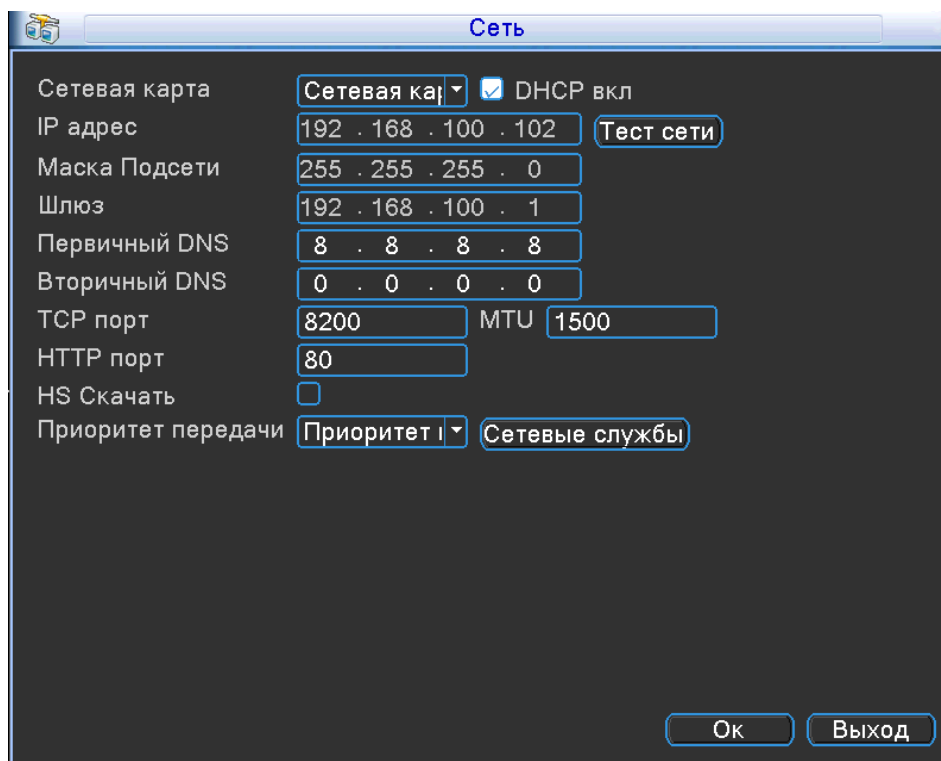 Сеть
Сетевая карта Сетевая кар DHCP вкл
IP адрес 192 . 168 . 100 . 102 Тест сети
Маска Подсети 255 . 255 . 255 . 0
Шлюз 192 . 168 . 100 . 1
Первичный DNS 8 . 8 . 8 . 8
Вторичный DNS 0 . 0 . 0 . 0
TCP порт 8200 MTU 1500
HTTP порт 80
HS Скачать
Приоритет передачи Приоритет Сетевые службы
Ок Выход